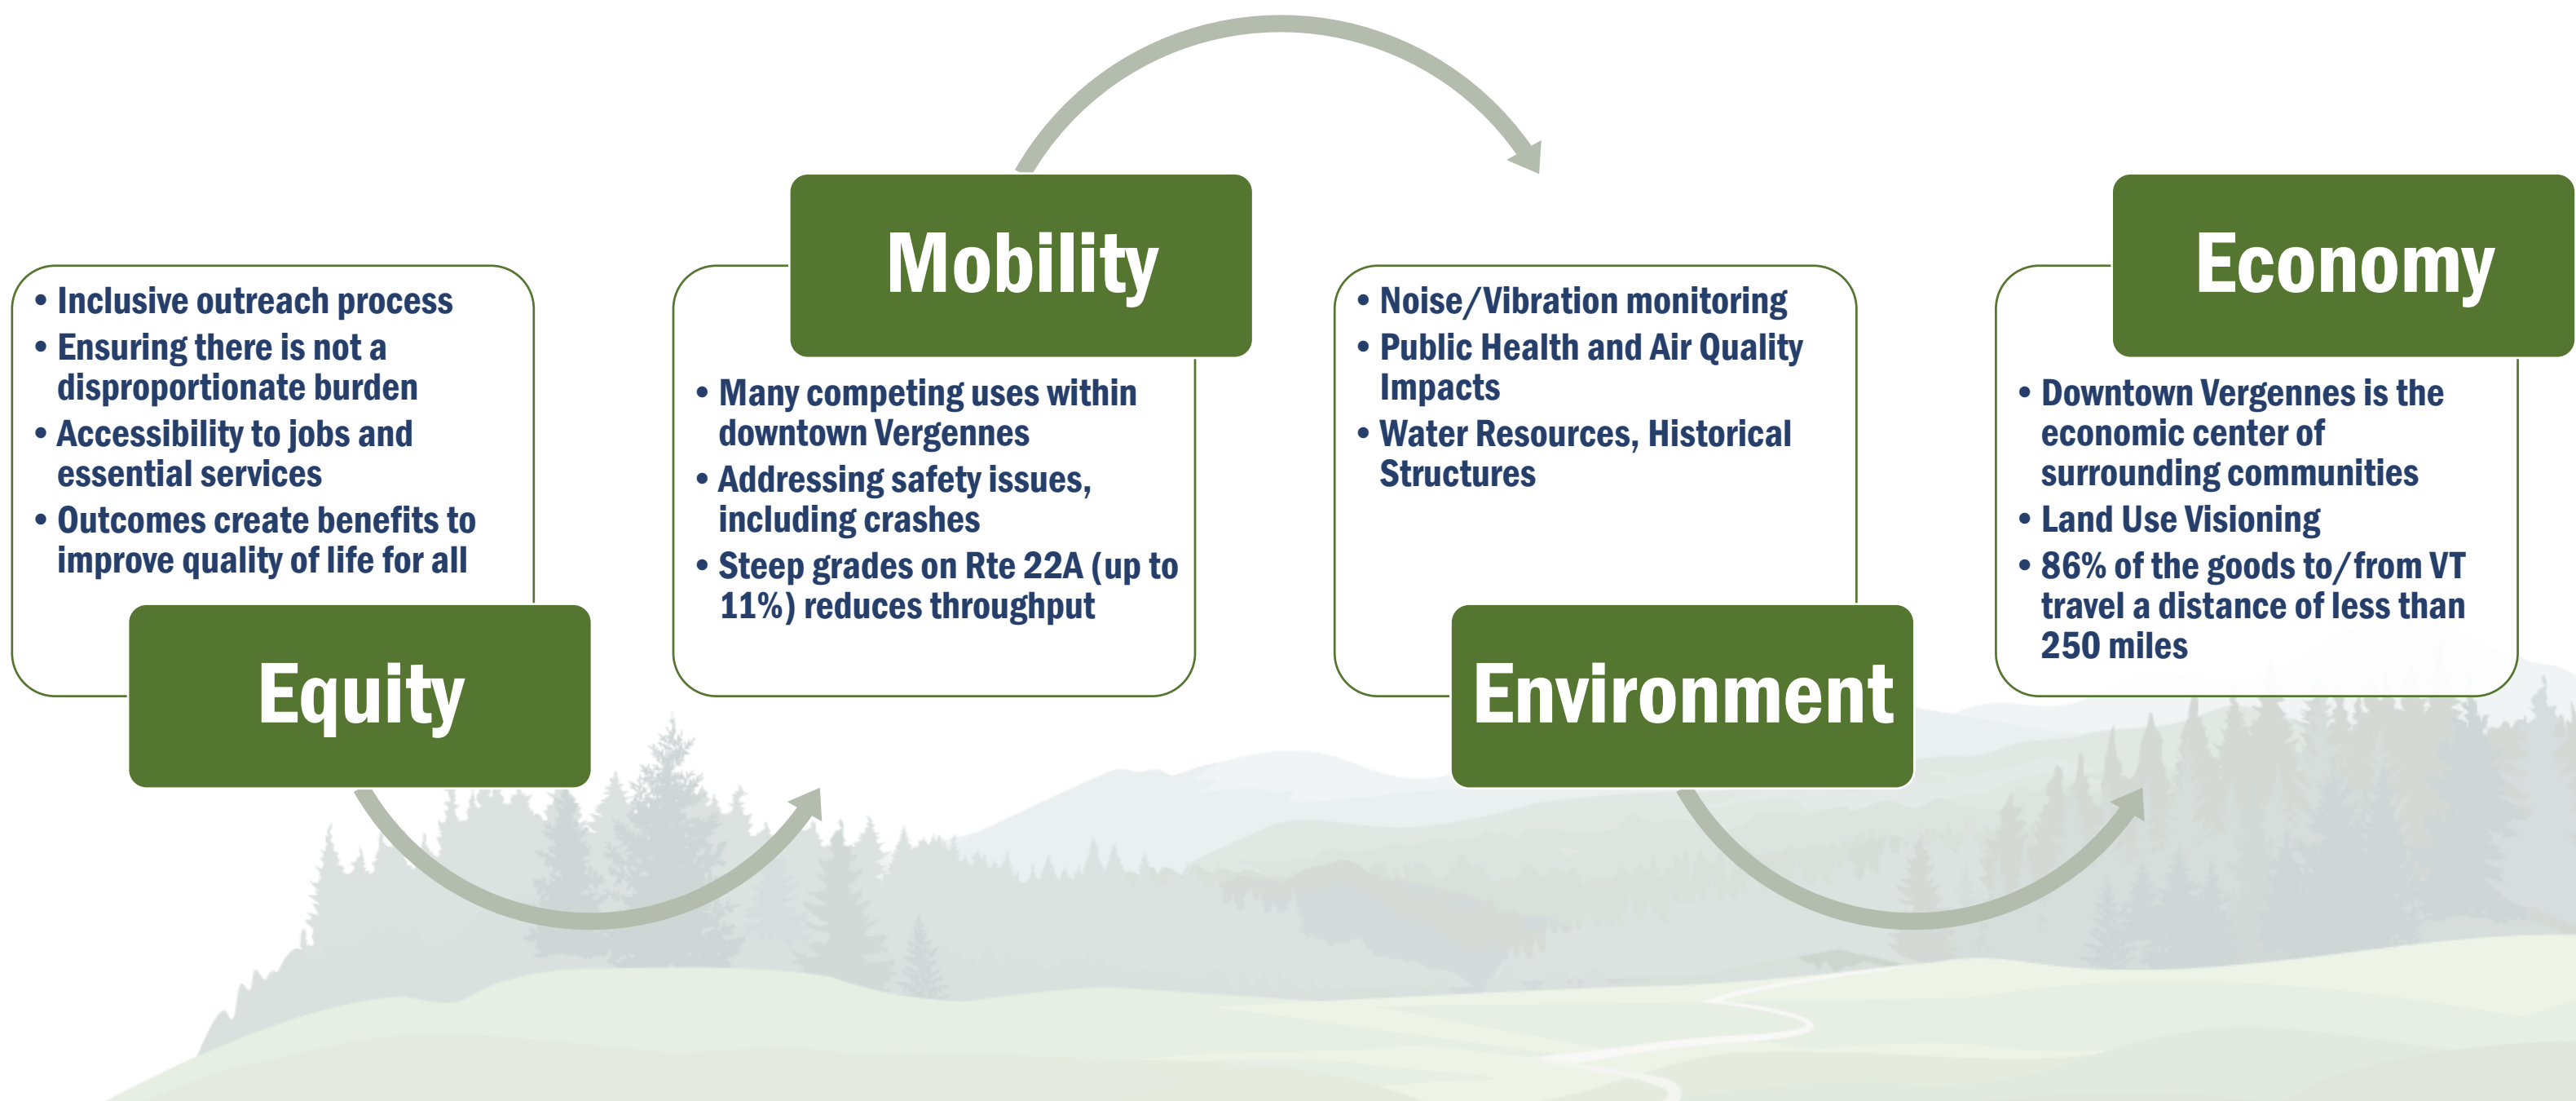 • Inclusive outreach process
• Ensuring there is not a
disproportionate burden
• Accessibility to jobs and
essential services
• Outcomes create benefits to
improve quality of life for all
Equity
Mobility
• Many competing uses within
downtown Vergennes
• Addressing safety issues,
including crashes
• Steep grades on Rte 22A (up to
11%) reduces throughput
• Noise/Vibration monitoring
• Public Health and Air Quality
Impacts
• Water Resources, Historical
Structures
Environment
Economy
• Downtown Vergennes is the
economic center of
surrounding communities
• Land Use Visioning
• 86% of the goods to/from VT
travel a distance of less than
250 miles